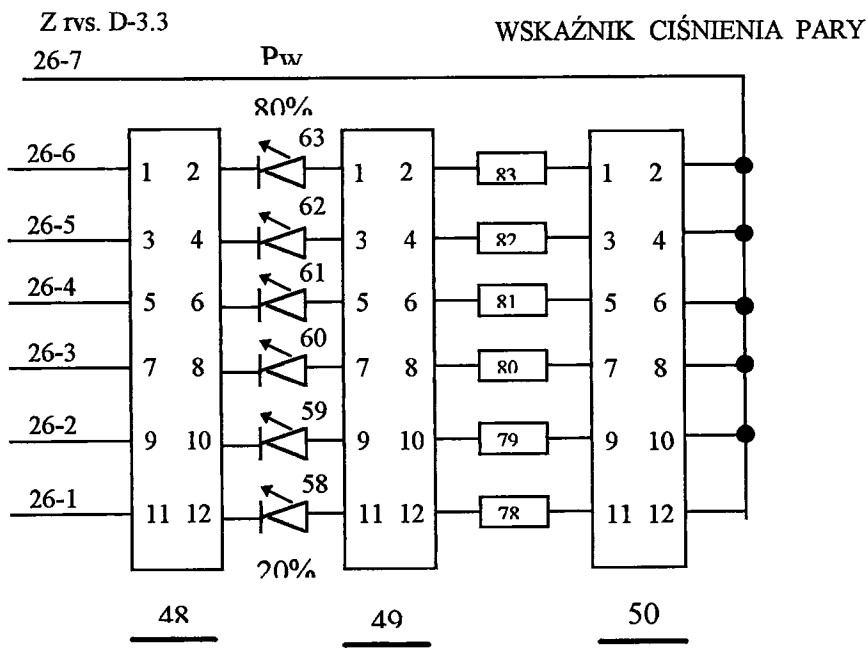 Z rys. D-3.3
WSKAŹNIK CIŚNIENIA PARY
26-7
Pw
80%
26-6 1 2 63 1 2 83 1 2
26-5 3 4 62 3 4 82 3 4
26-4 5 6 61 5 6 81 5 6
26-3 7 8 60 7 8 80 7 8
26-2 9 10 59 9 10 79 9 10
26-1 11 12 58 11 12 78 11 12
20%
48 49 50